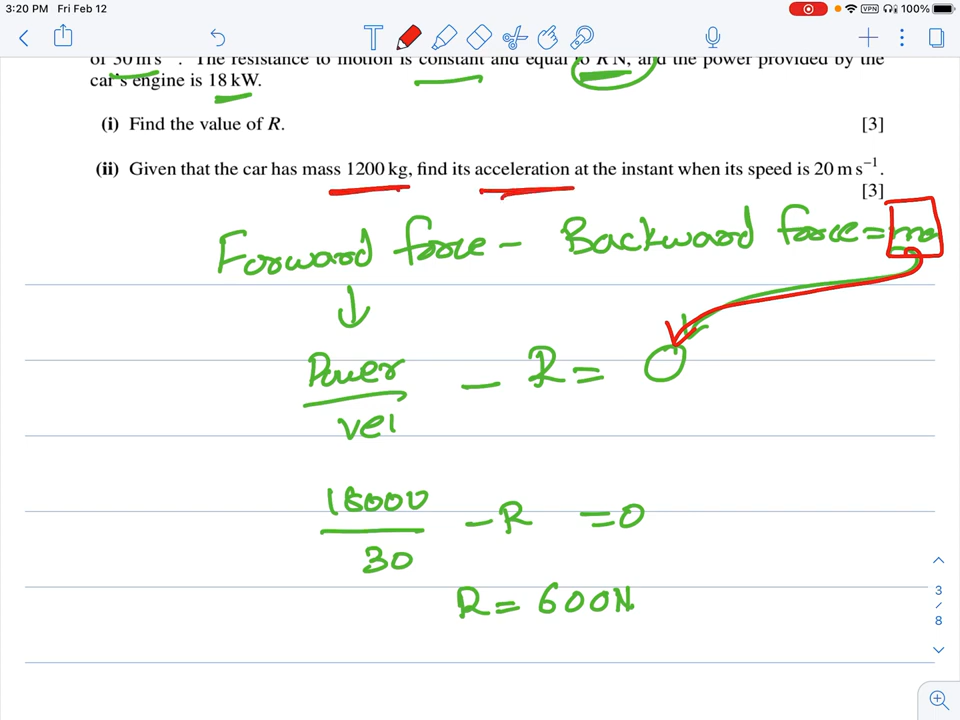 3:20 PM Fri Feb 12
VPN 100%
of 30 m s . The resistance to motion is constant and equal to R N, and the power provided by the
car's engine is 18 kW.
(i) Find the value of R. [3]
(ii) Given that the car has mass 1200 kg, find its acceleration at the instant when its speed is 20 m s⁻¹.
[3]
Forward force - Backward force = ma
Power
vel
- R = 0
18000
30
- R = 0
R = 600N
3
/
8